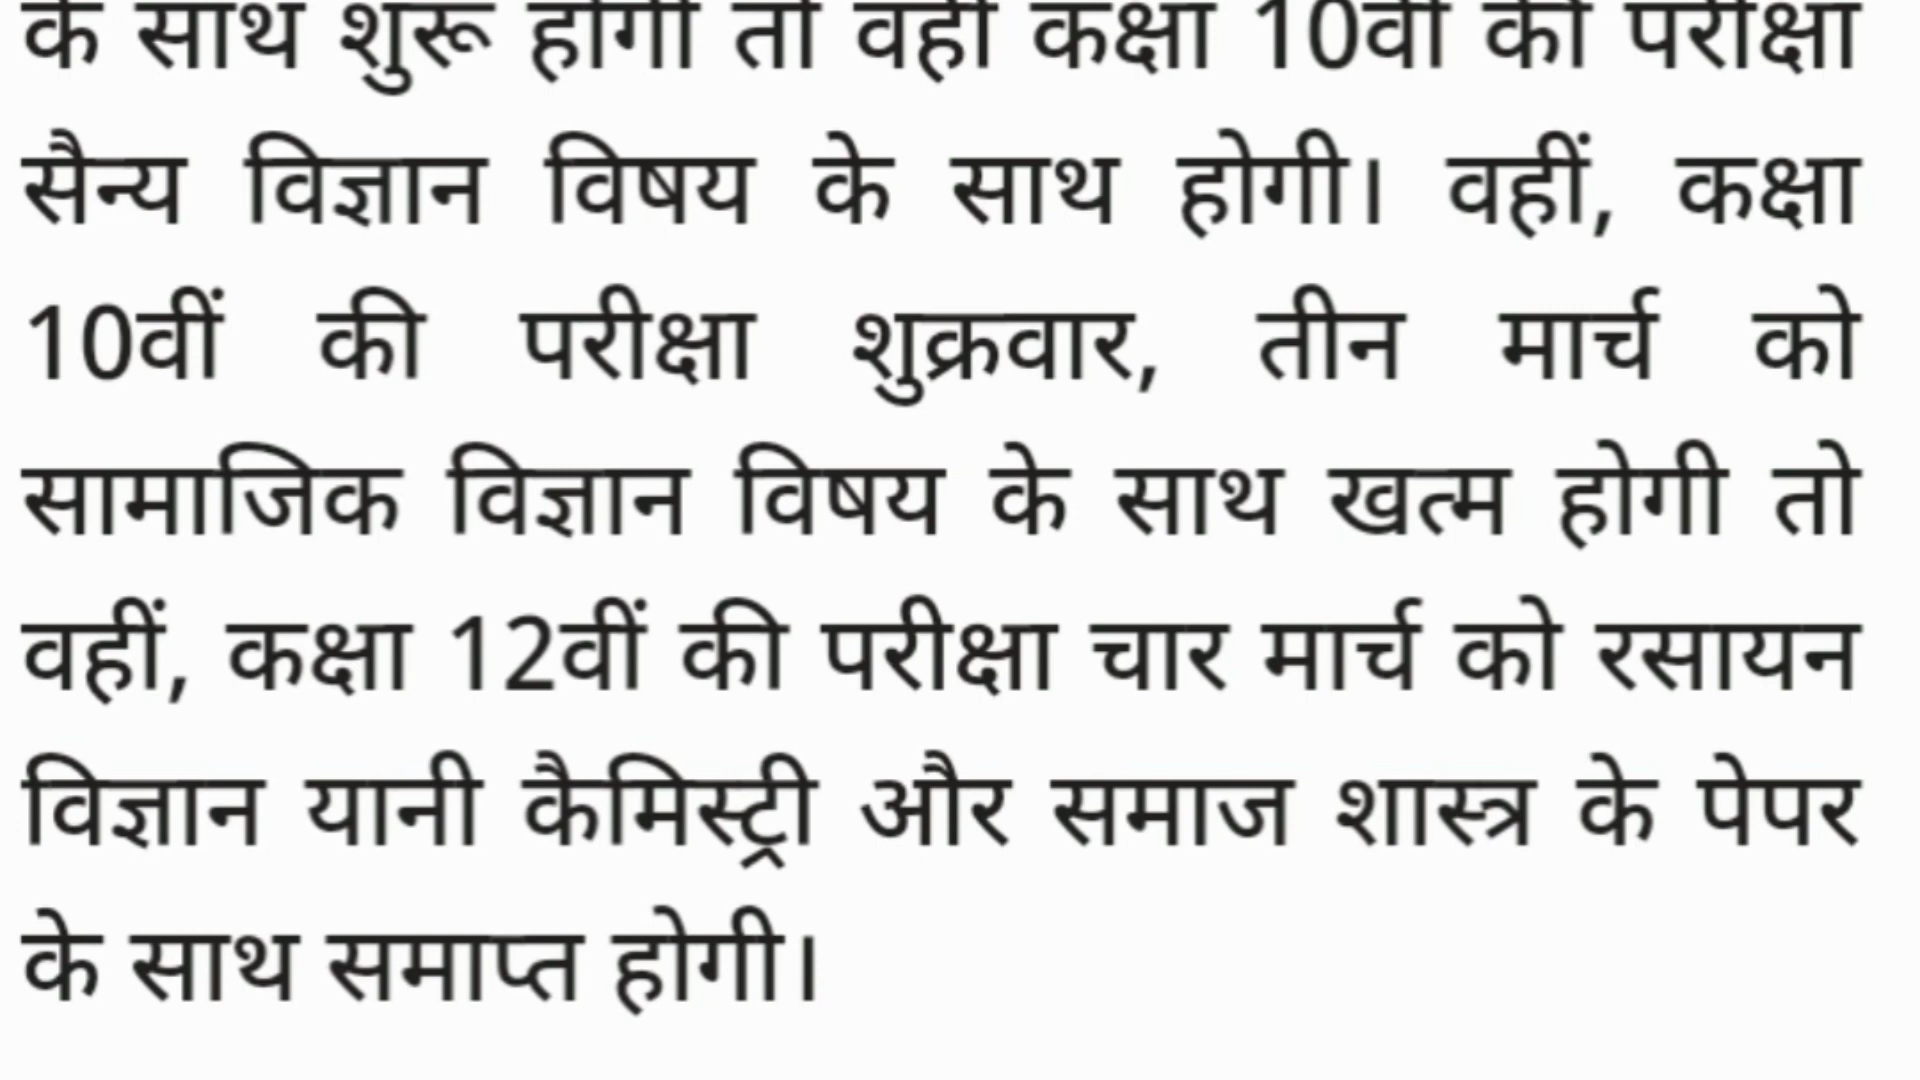 के साथ शुरू होगी तो वहीं कक्षा 10वीं की परीक्षा
सैन्य विज्ञान विषय के साथ होगी। वहीं, कक्षा
10वीं की परीक्षा शुक्रवार, तीन मार्च को
सामाजिक विज्ञान विषय के साथ खत्म होगी तो
वहीं, कक्षा 12वीं की परीक्षा चार मार्च को रसायन
विज्ञान यानी कैमिस्ट्री और समाज शास्त्र के पेपर
के साथ समाप्त होगी।